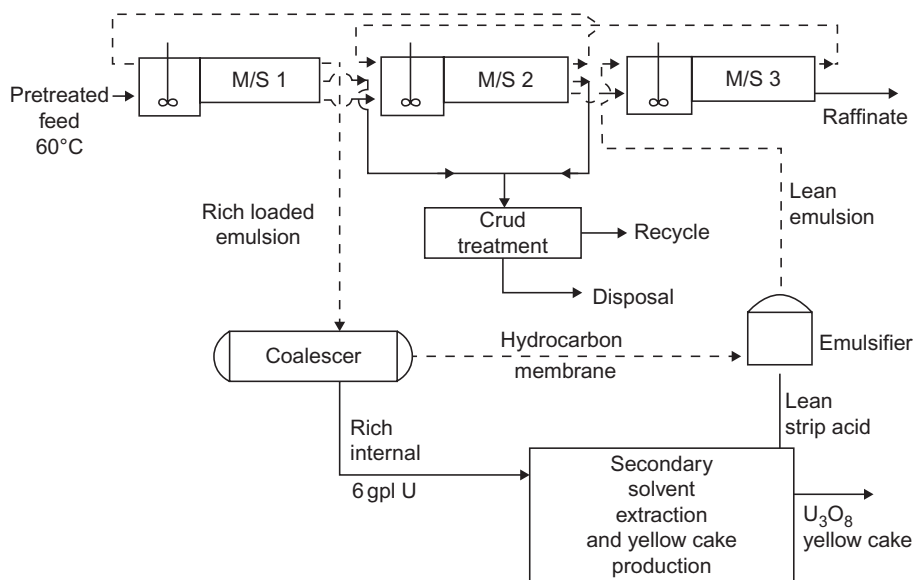 M/S 1
M/S 2
M/S 3
Pretreated
feed
60°C
Raffinate
Rich loaded
emulsion
Lean
emulsion
Crud
treatment
Recycle
Disposal
Coalescer
Hydrocarbon
membrane
Emulsifier
Rich
internal
6 gpl U
Lean
strip acid
Secondary
solvent
extraction
and yellow cake
production
U₃O₈
yellow cake